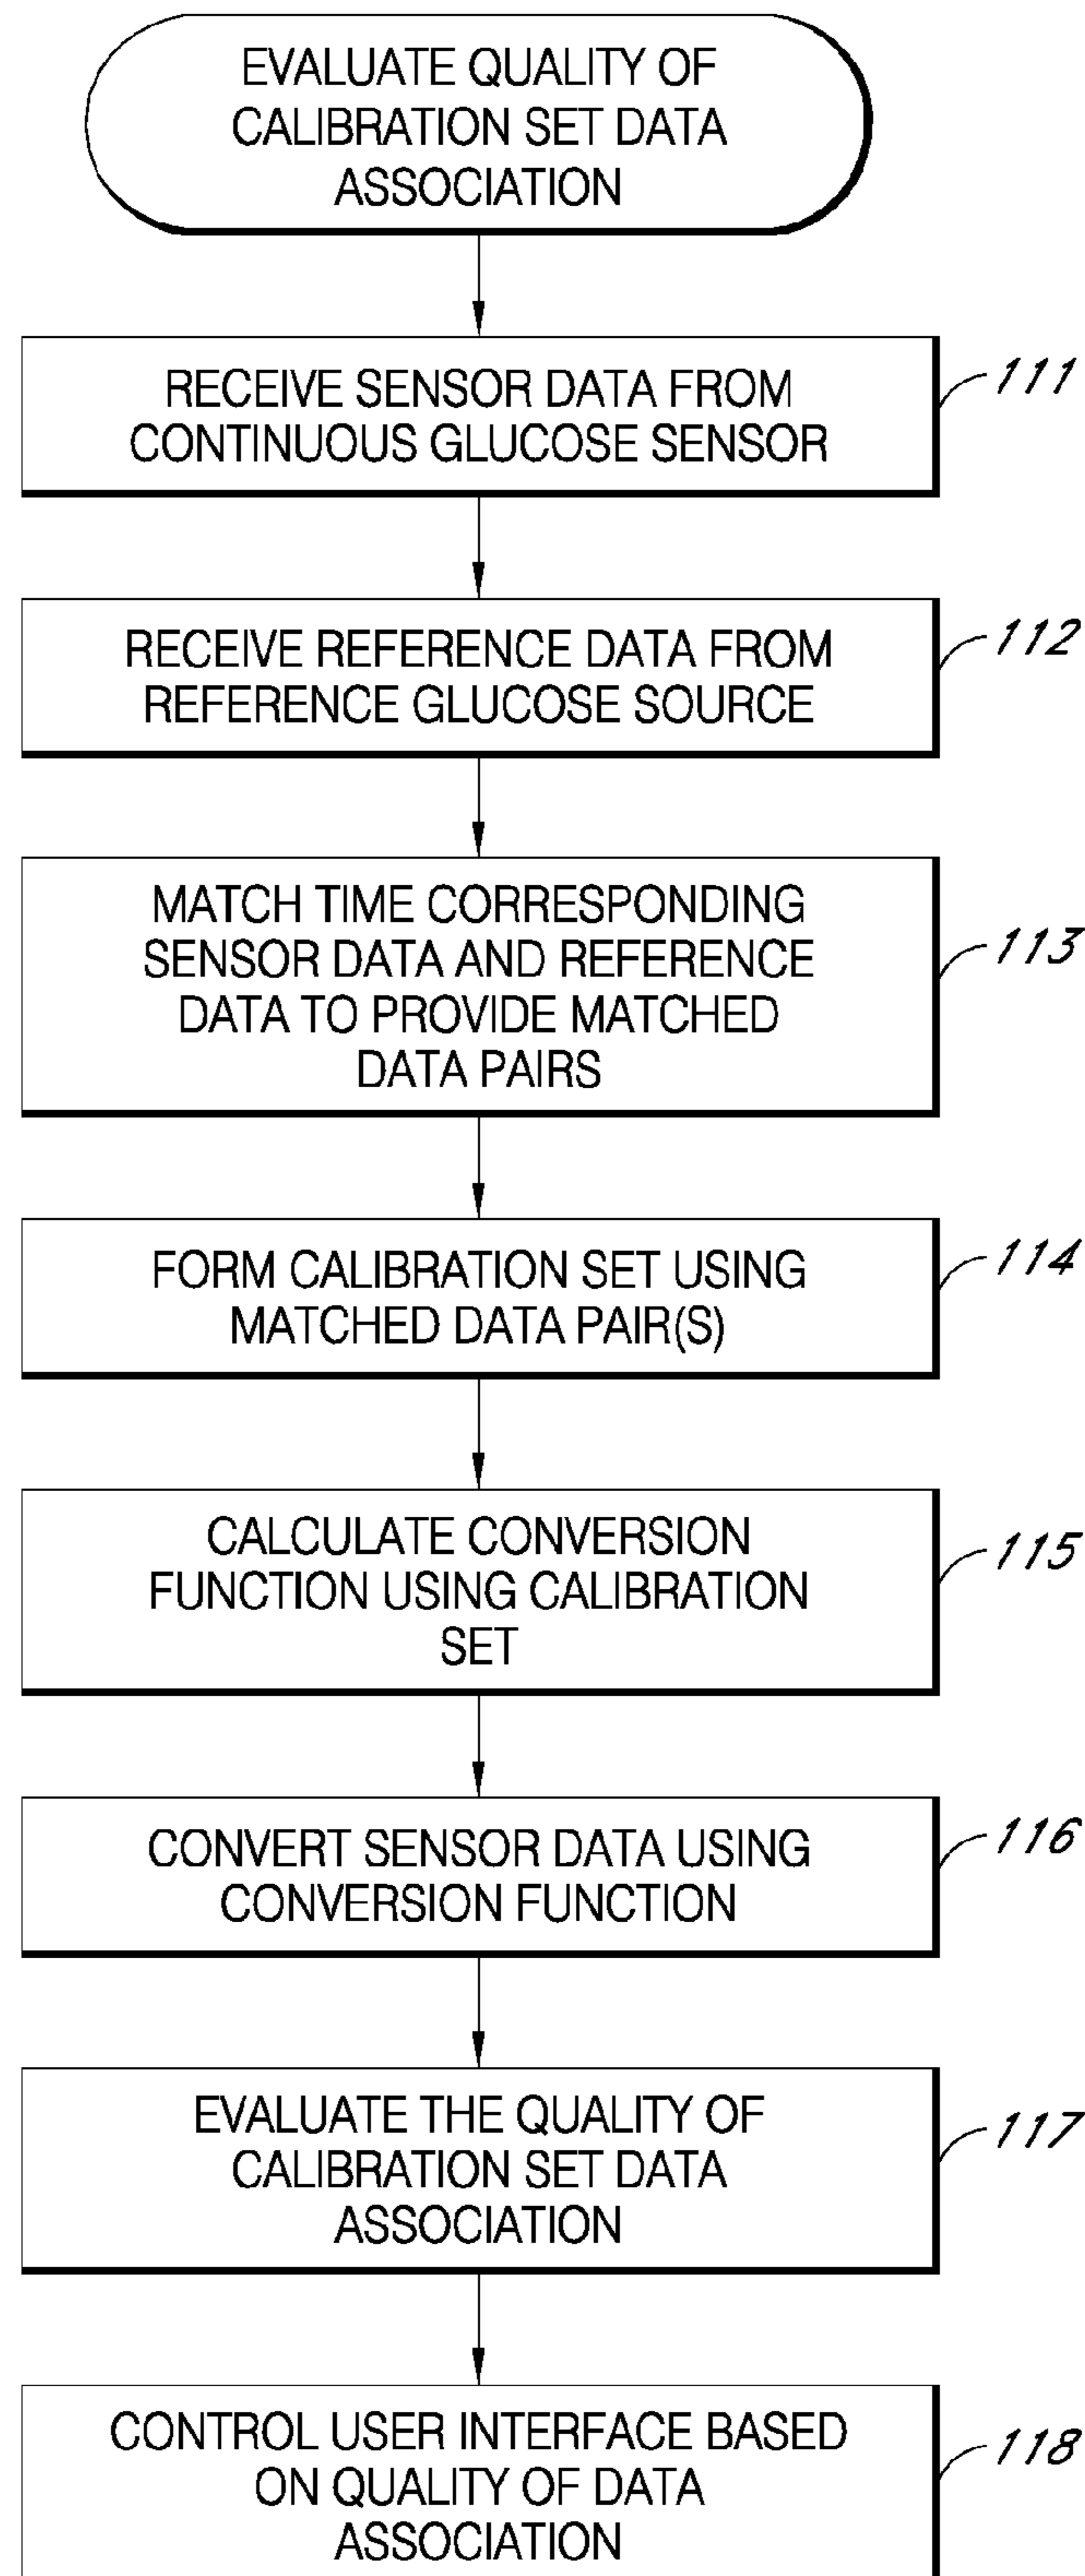 EVALUATE QUALITY OF
CALIBRATION SET DATA
ASSOCIATION
RECEIVE SENSOR DATA FROM
CONTINUOUS GLUCOSE SENSOR
111
RECEIVE REFERENCE DATA FROM
REFERENCE GLUCOSE SOURCE
112
MATCH TIME CORRESPONDING
SENSOR DATA AND REFERENCE
DATA TO PROVIDE MATCHED
DATA PAIRS
113
FORM CALIBRATION SET USING
MATCHED DATA PAIR(S)
114
CALCULATE CONVERSION
FUNCTION USING CALIBRATION
SET
115
CONVERT SENSOR DATA USING
CONVERSION FUNCTION
116
EVALUATE THE QUALITY OF
CALIBRATION SET DATA
ASSOCIATION
117
CONTROL USER INTERFACE BASED
ON QUALITY OF DATA
ASSOCIATION
118